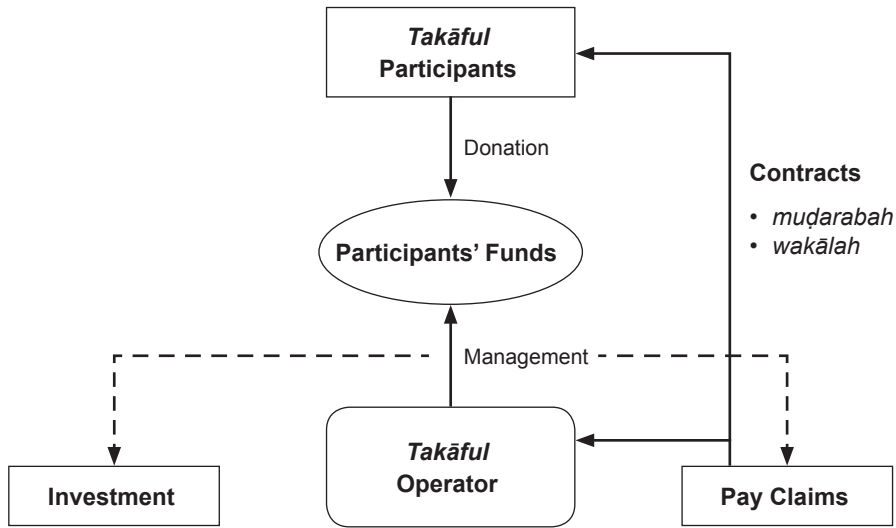 Takāful
Participants
Donation
Contracts
• muḍarabah
• wakālah
Participants’ Funds
Management
Takāful
Operator
Investment
Pay Claims